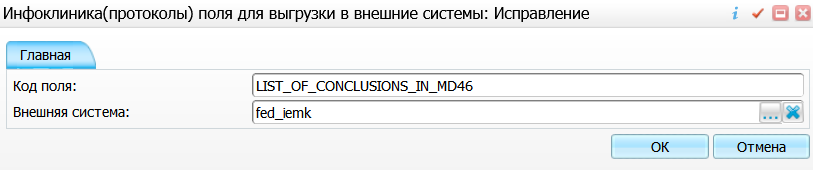 Инфоклиника(протоколы) поля для выгрузки в внешние системы: Исправление
Главная
Код поля: LIST_OF_CONCLUSIONS_IN_MD46
Внешняя система: fed_iemk ...
ОК Отмена